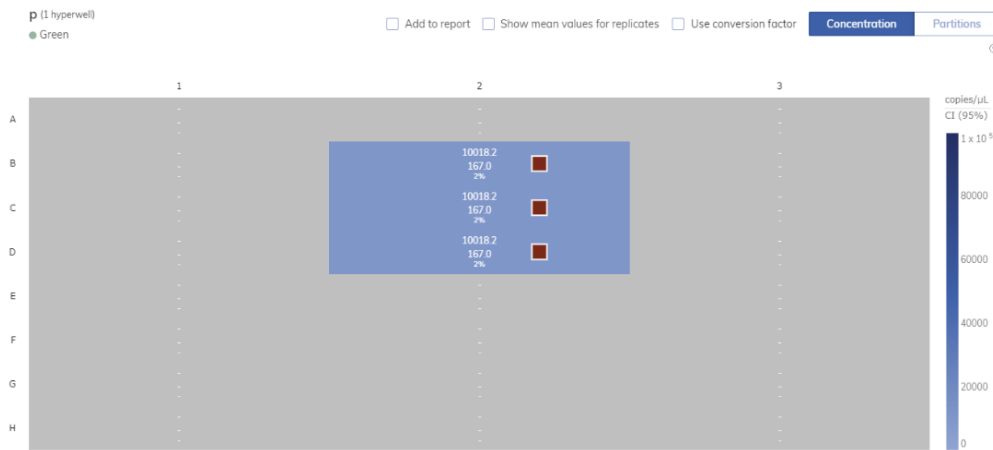 p (1 hyperwell)
Green
Add to report
Show mean values for replicates
Use conversion factor
Concentration
Partitions
1 2 3
copies/µL
CI (95%)
A - - -
- - -
- - -
B - 10018.2 -
- 167.0 -
- 2% -
C - 10018.2 -
- 167.0 -
- 2% -
D - 10018.2 -
- 167.0 -
- 2% -
E - - -
- - -
- - -
F - - -
- - -
- - -
G - - -
- - -
- - -
H - - -
- - -
- - -
1 x 10⁵
80000
60000
40000
20000
0